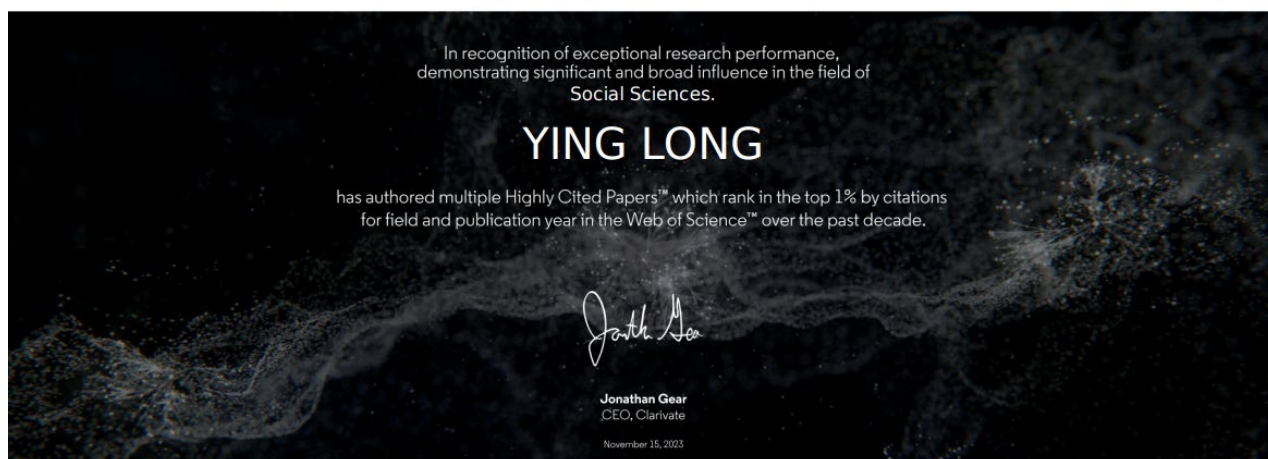 In recognition of exceptional research performance,
demonstrating significant and broad influence in the field of
Social Sciences.
YING LONG
has authored multiple Highly Cited Papers™ which rank in the top 1% by citations
for field and publication year in the Web of Science™ over the past decade.
Jonathan Gear
CEO, Clarivate
November 15, 2023